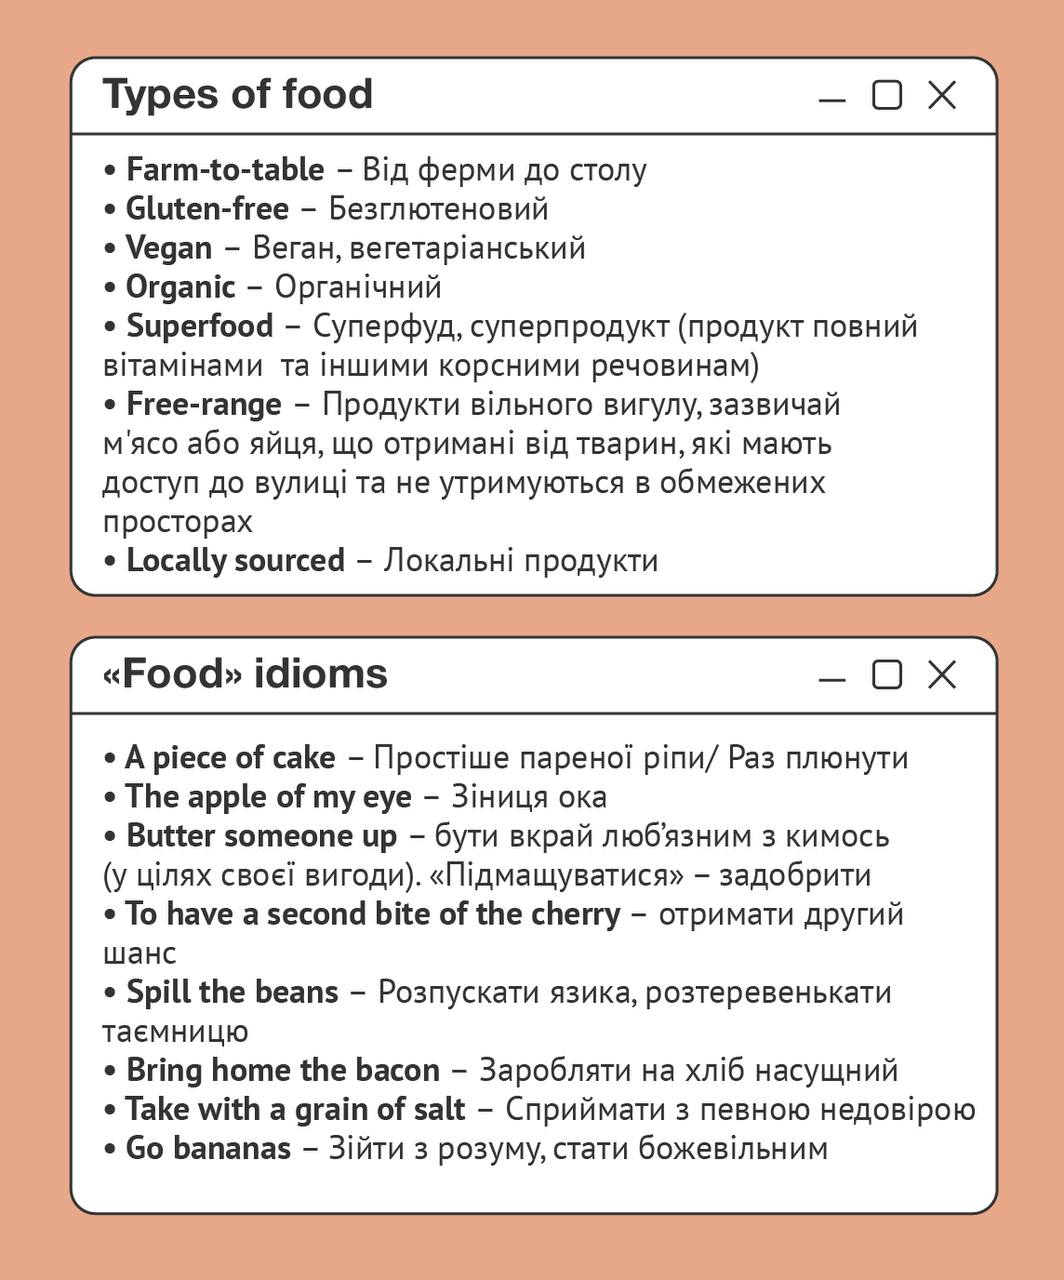 Types of food
• Farm-to-table – Від ферми до столу
• Gluten-free – Безглютеновий
• Vegan – Веган, вегетаріанський
• Organic – Органічний
• Superfood – Суперфуд, суперпродукт (продукт повний
вітамінами  та іншими корсними речовинам)
• Free-range – Продукти вільного вигулу, зазвичай
м'ясо або яйця, що отримані від тварин, які мають
доступ до вулиці та не утримуються в обмежених
просторах
• Locally sourced – Локальні продукти
«Food» idioms
• A piece of cake – Простіше пареної ріпи/ Раз плюнути
• The apple of my eye – Зіниця ока
• Butter someone up – бути вкрай люб’язним з кимось
(у цілях своєї вигоди). «Підмащуватися» – задобрити
• To have a second bite of the cherry – отримати другий
шанс
• Spill the beans – Розпускати язика, розтеревенькати
таємницю
• Bring home the bacon – Заробляти на хліб насущний
• Take with a grain of salt – Сприймати з певною недовірою
• Go bananas – Зійти з розуму, стати божевільним